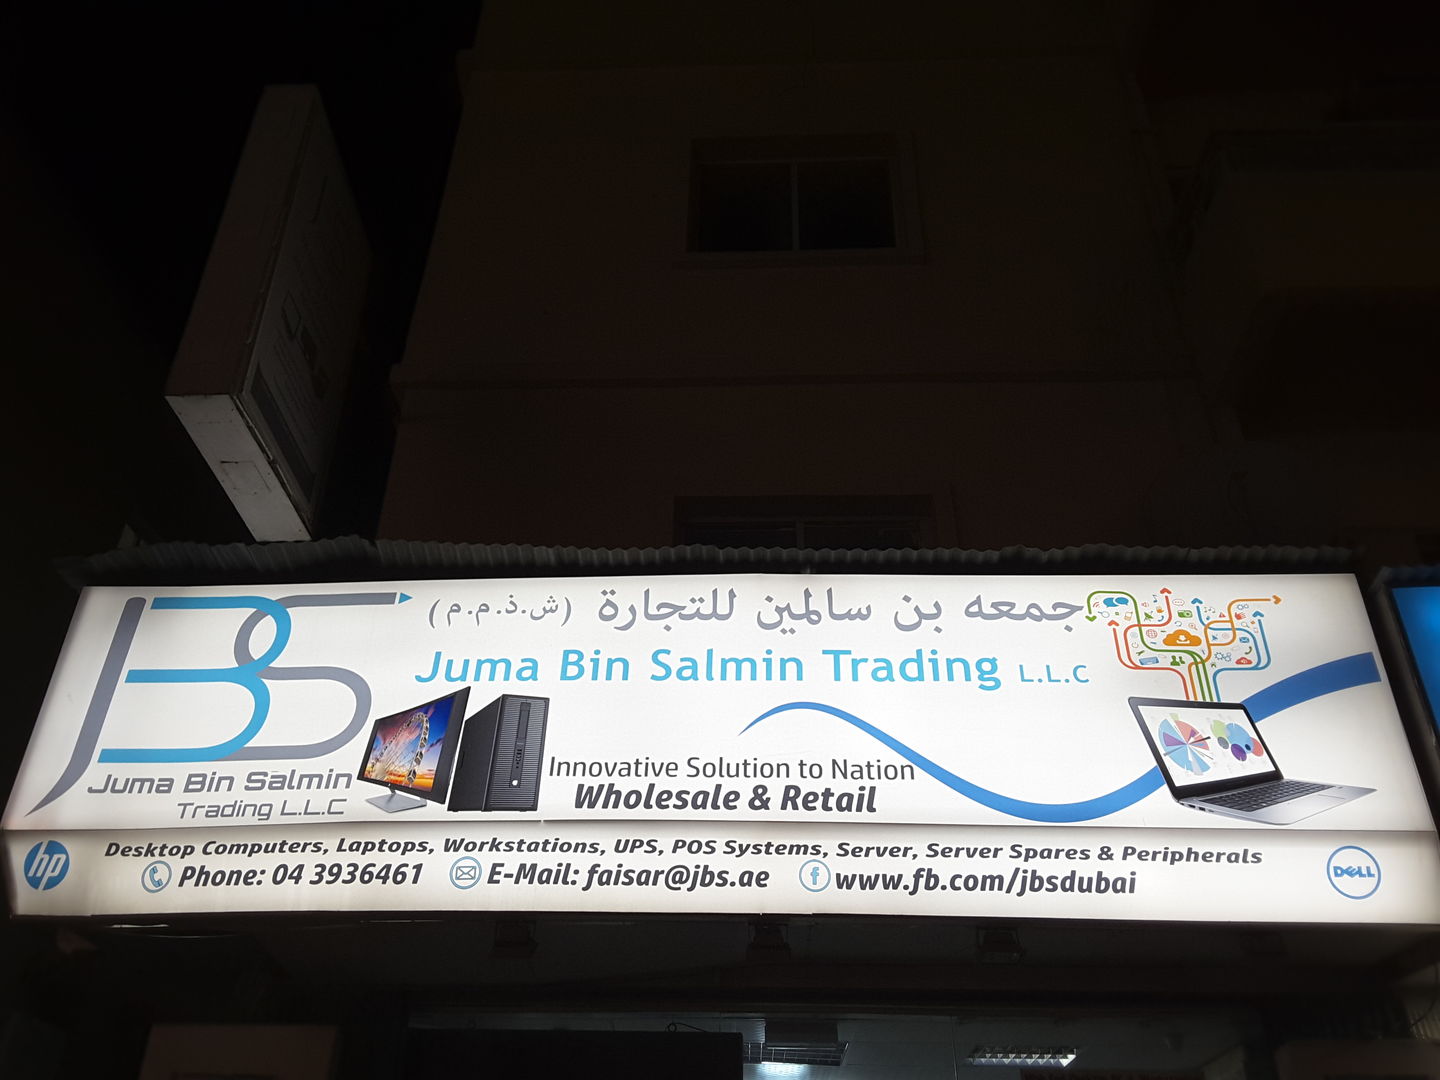 JBS
Juma Bin Salmin
Trading L.L.C
جمعه بن سالمين للتجارة (ش.ذ.م.م)
Juma Bin Salmin Trading L.L.C
Innovative Solution to Nation
Wholesale & Retail
hp
Desktop Computers, Laptops, Workstations, UPS, POS Systems, Server, Server Spares & Peripherals
Phone: 04 3936461 E-Mail: faisar@jbs.ae f www.fb.com/jbsdubai
DELL